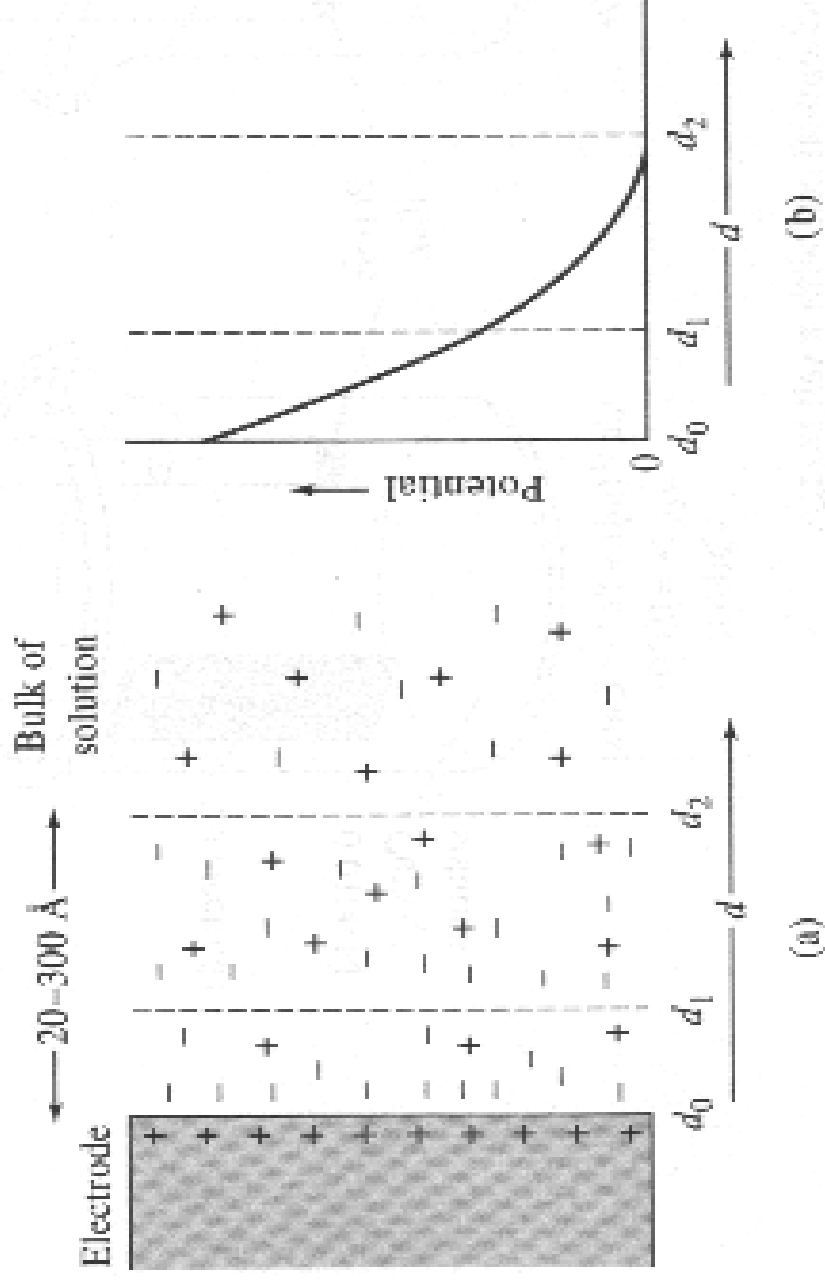 Electrode
20–300 Å
Bulk of
solution
+ + + + + + + + + +
d₀
d₁
d₂
d
(a)
Potential
0
d₀
d₁
d₂
d
(b)